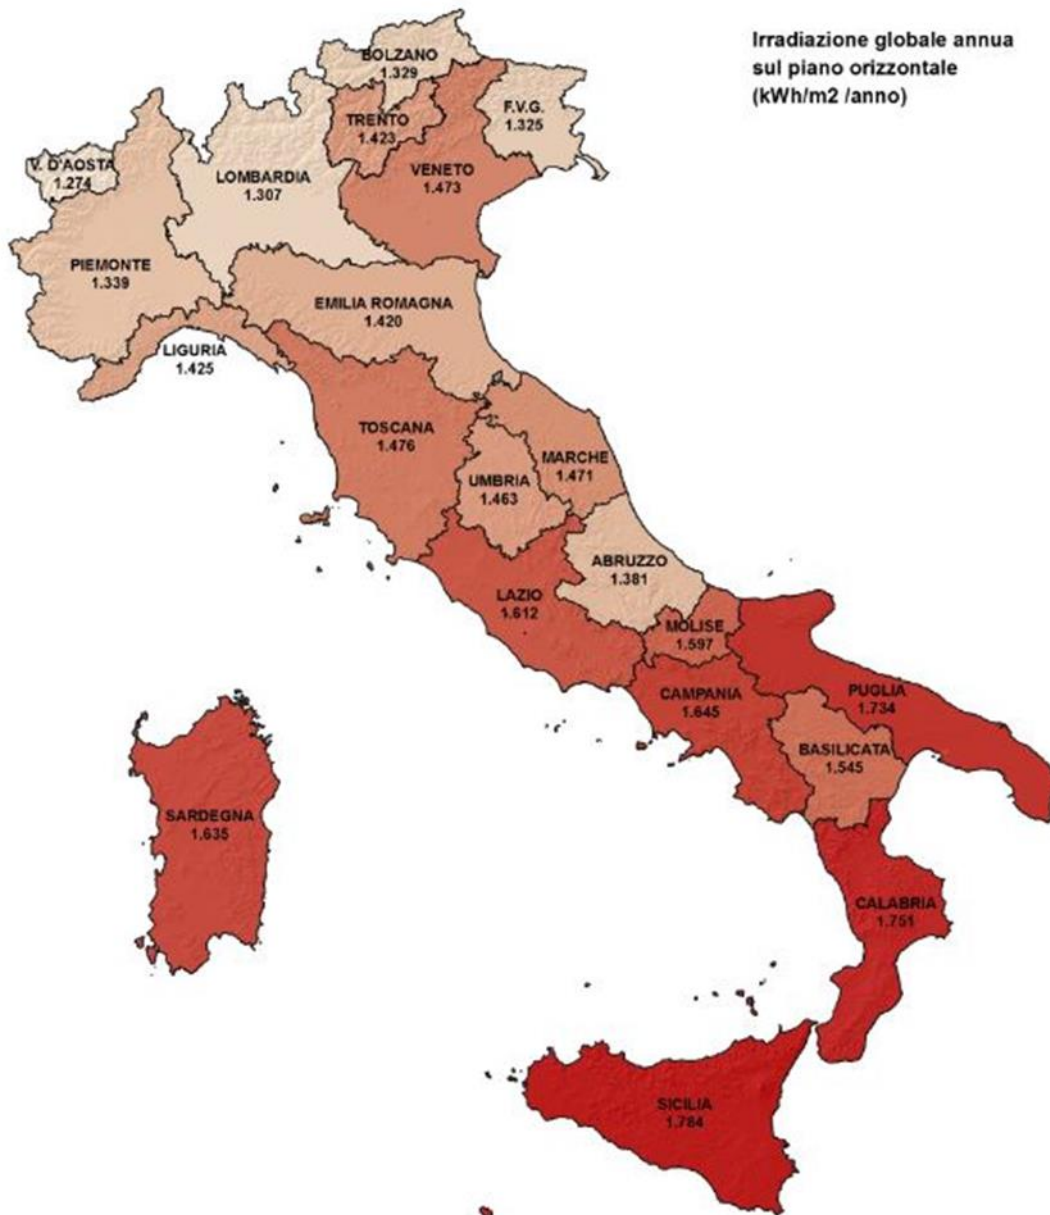 Irradiazione globale annua
sul piano orizzontale
(kWh/m2 /anno)
BOLZANO
1.329
F.V.G.
1.325
TRENTO
1.423
V. D'AOSTA
1.274
LOMBARDIA
1.307
VENETO
1.473
PIEMONTE
1.339
EMILIA ROMAGNA
1.420
LIGURIA
1.425
TOSCANA
1.476
MARCHE
1.471
UMBRIA
1.463
ABRUZZO
1.381
LAZIO
1.612
MOLISE
1.597
CAMPANIA
1.645
PUGLIA
1.734
BASILICATA
1.545
SARDEGNA
1.635
CALABRIA
1.751
SICILIA
1.784